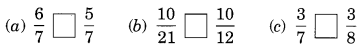 (a) 6/7 □ 5/7 (b) 10/21 □ 10/12 (c) 3/7 □ 3/8